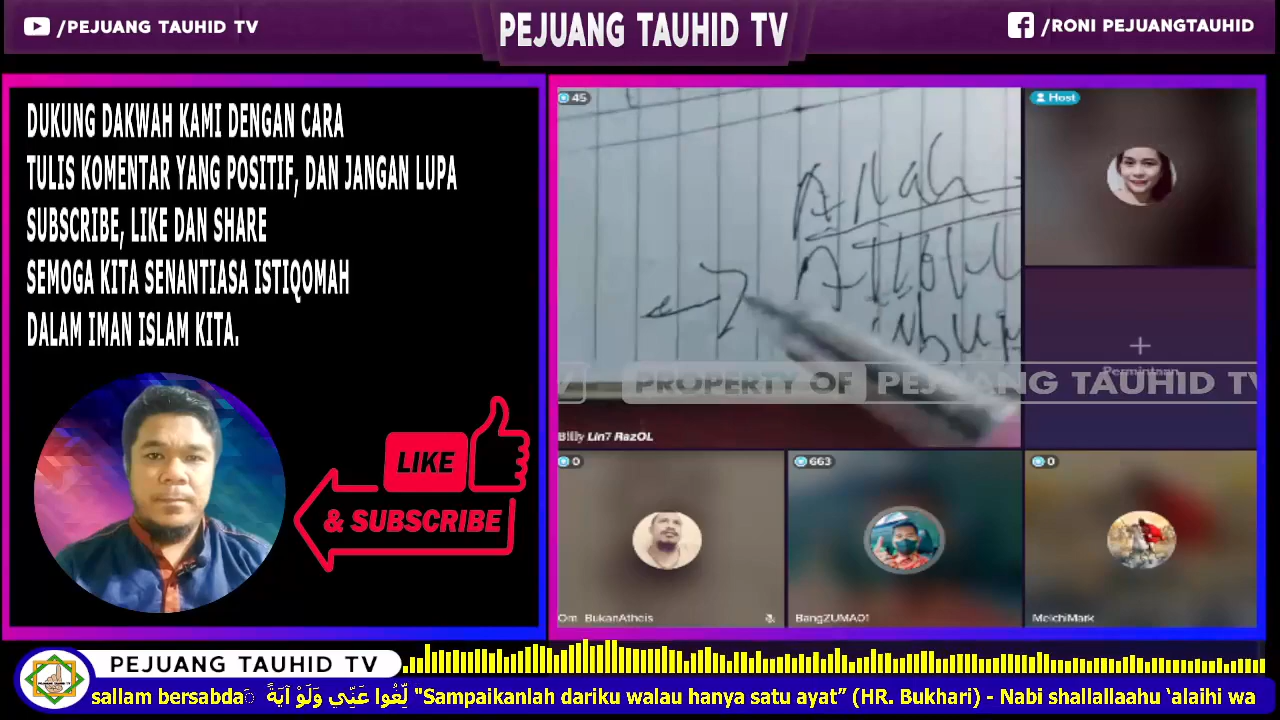 /PEJUANG TAUHID TV
PEJUANG TAUHID TV
/RONI PEJUANGTAUHID
DUKUNG DAKWAH KAMI DENGAN CARA
TULIS KOMENTAR YANG POSITIF, DAN JANGAN LUPA
SUBSCRIBE, LIKE DAN SHARE
SEMOGA KITA SENANTIASA ISTIQOMAH
DALAM IMAN ISLAM KITA.
LIKE
& SUBSCRIBE
45
Host
Allah
Permintaan
PROPERTY OF PEJUANG TAUHID TV
Billy Lin7 RazOL
0
663
0
Om_BukanAtheis
BangZUMA01
MelchiMark
PEJUANG TAUHID TV
sallam bersabda بَلِّغُوا عَنِّي وَلَوْ آيَةً "Sampaikanlah dariku walau hanya satu ayat” (HR. Bukhari) - Nabi shallallaahu ‘alaihi wa